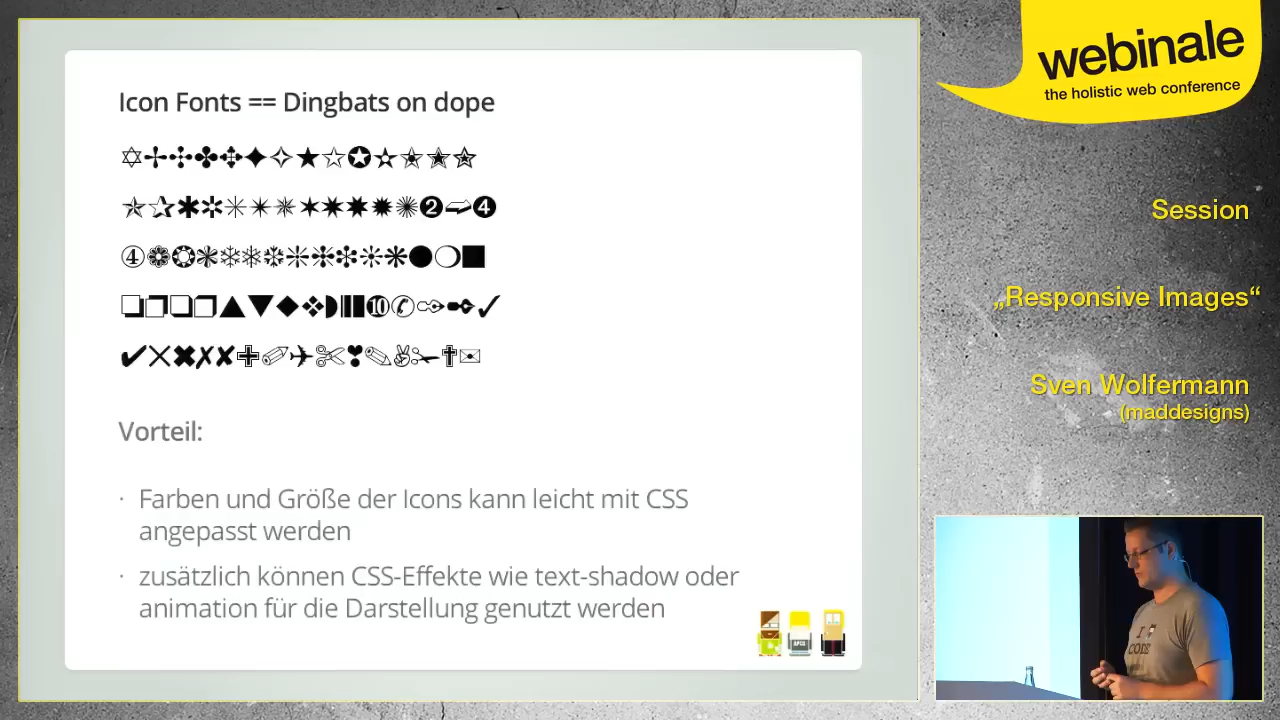 Icon Fonts == Dingbats on dope
Vorteil:
· Farben und Größe der Icons kann leicht mit CSS
angepasst werden
· zusätzlich können CSS-Effekte wie text-shadow oder
animation für die Darstellung genutzt werden
webinale
the holistic web conference
Session
„Responsive Images“
Sven Wolfermann
(maddesigns)
I
CODE